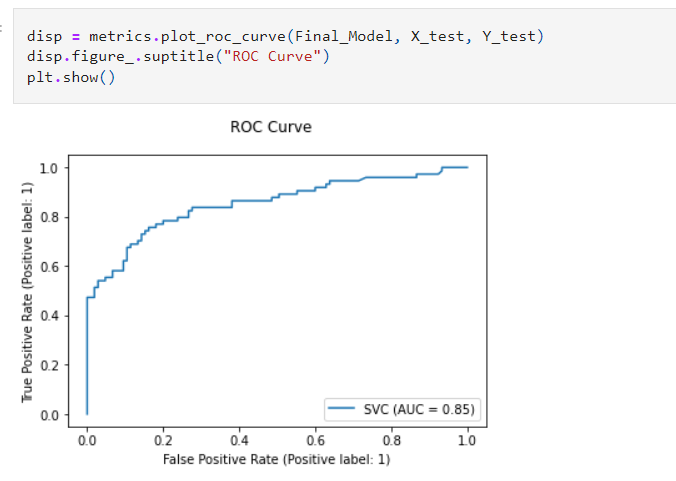 disp = metrics.plot_roc_curve(Final_Model, X_test, Y_test)
disp.figure_.suptitle("ROC Curve")
plt.show()
ROC Curve
True Positive Rate (Positive label: 1)
1.0
0.8
0.6
0.4
0.2
0.0
SVC (AUC = 0.85)
0.0 0.2 0.4 0.6 0.8 1.0
False Positive Rate (Positive label: 1)